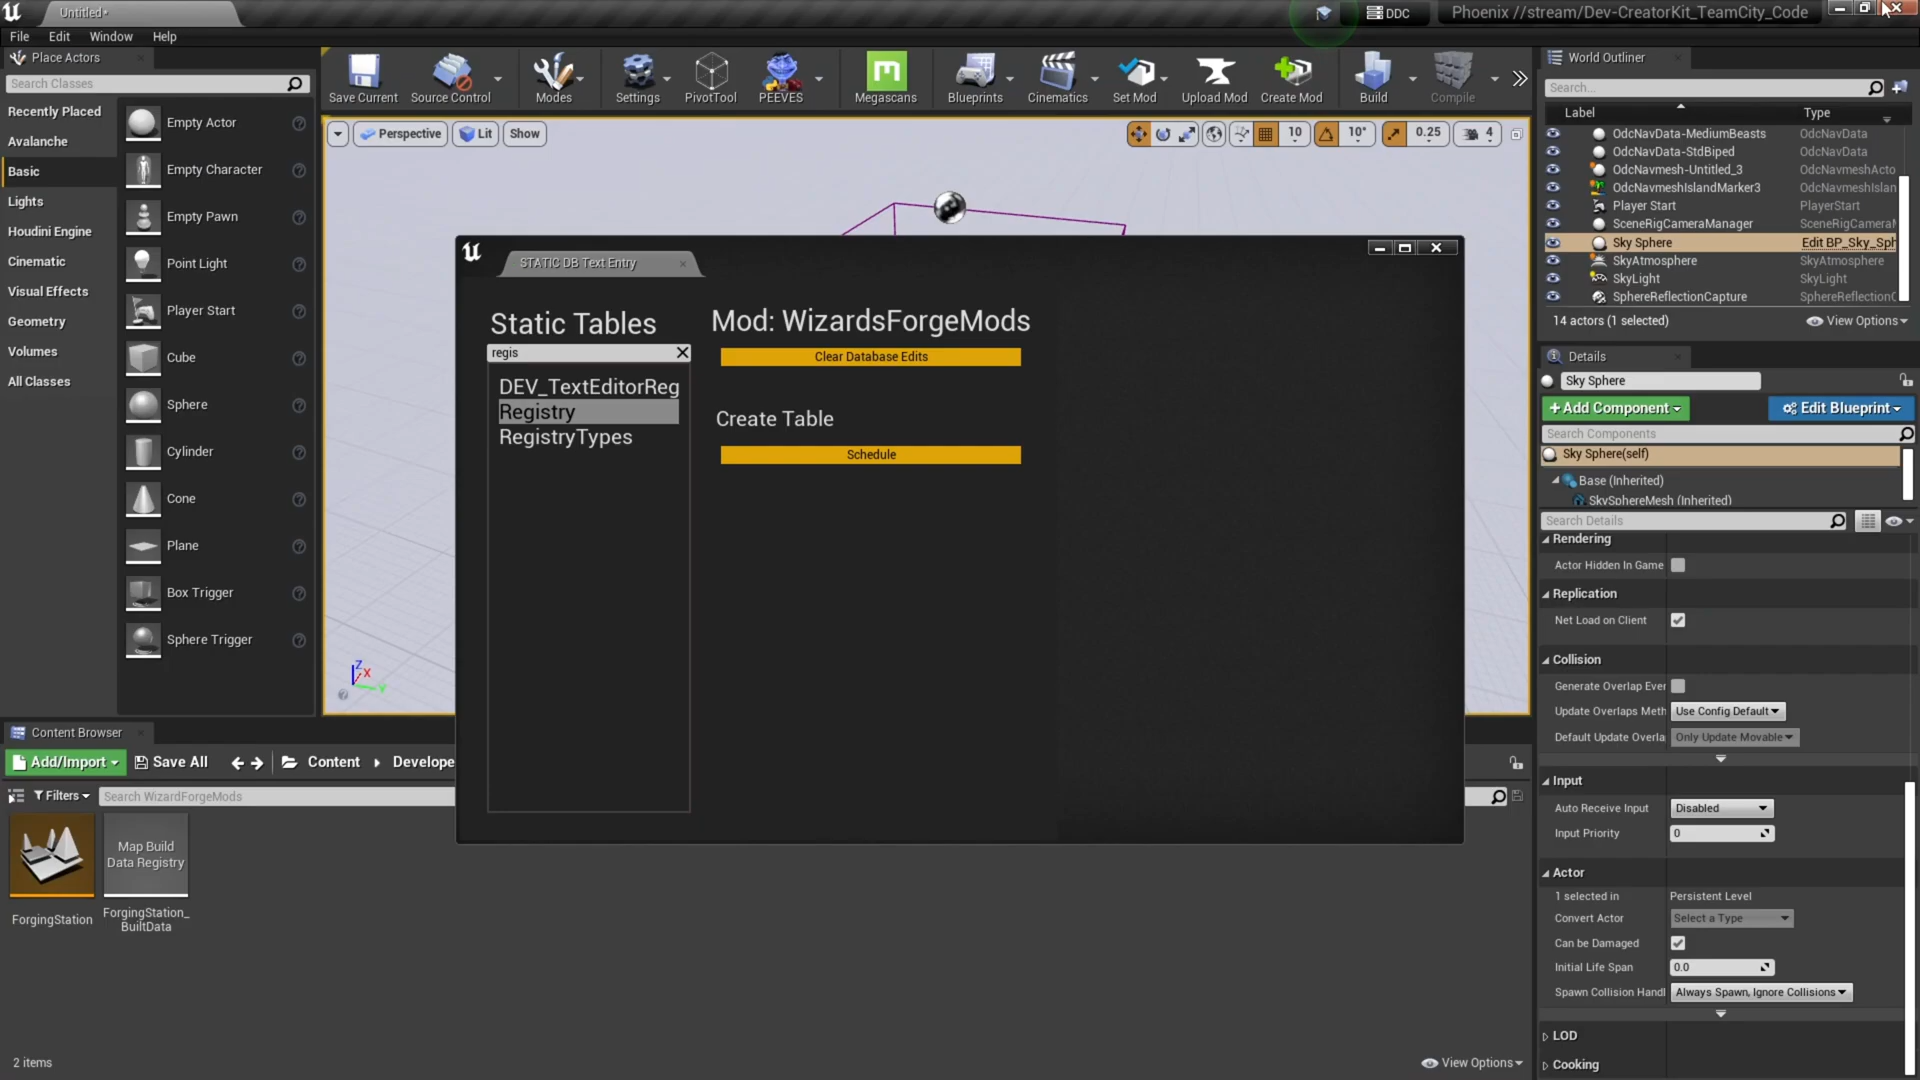 Untitled*
DDC
Phoenix //stream/Dev-CreatorKit_TeamCity_Code
File Edit Window Help
Place Actors
Search Classes
Recently Placed
Avalanche
Basic
Lights
Houdini Engine
Cinematic
Visual Effects
Geometry
Volumes
All Classes
Empty Actor
Empty Character
Empty Pawn
Point Light
Player Start
Cube
Sphere
Cylinder
Cone
Plane
Box Trigger
Sphere Trigger
Save Current
Source Control
Modes
Settings
PivotTool
PEEVES
Megascans
Blueprints
Cinematics
Set Mod
Upload Mod
Create Mod
Build
Compile
Perspective
Lit
Show
10
10°
0.25
4
Z
X
Y
STATIC DB Text Entry
Static Tables
regis
DEV_TextEditorReg
Registry
RegistryTypes
Mod: WizardsForgeMods
Clear Database Edits
Create Table
Schedule
Content Browser
Add/Import
Save All
Content
Develope
Filters
Search WizardForgeMods
Map Build
Data Registry
ForgingStation
ForgingStation_
BuiltData
2 items
View Options
World Outliner
Search...
Label Type
OdcNavData-MediumBeasts OdcNavData
OdcNavData-StdBiped OdcNavData
OdcNavmesh-Untitled_3 OdcNavmeshActo
OdcNavmeshIslandMarker3 OdcNavmeshIslan
Player Start PlayerStart
SceneRigCameraManager SceneRigCameraM
Sky Sphere Edit BP_Sky_Sph
SkyAtmosphere SkyAtmosphere
SkyLight SkyLight
SphereReflectionCapture SphereReflectionC
14 actors (1 selected) View Options
Details
Sky Sphere
Add Component Edit Blueprint
Search Components
Sky Sphere(self)
Base (Inherited)
SkySphereMesh (Inherited)
Search Details
Rendering
Actor Hidden In Game
Replication
Net Load on Client
Collision
Generate Overlap Ever
Update Overlaps Meth Use Config Default
Default Update Overla Only Update Movable
Input
Auto Receive Input Disabled
Input Priority 0
Actor
1 selected in Persistent Level
Convert Actor Select a Type
Can be Damaged
Initial Life Span 0.0
Spawn Collision Handl Always Spawn, Ignore Collisions
LOD
Cooking